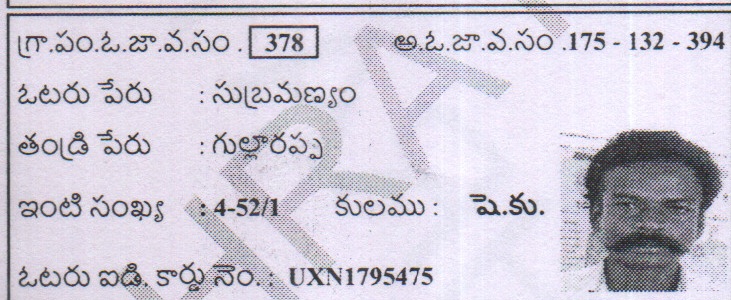 గ్రా.పం.ఓ.జా.వ.సం . 378 అ.ఓ.జా.వ.సం .175 - 132 - 394
ఓటరు పేరు : సుబ్రమణ్యం
తండ్రి పేరు : గుల్లారప్ప
ఇంటి సంఖ్య : 4-52/1 కులము : షె.కు.
ఓటరు ఐడి. కార్డు నెం. : UXN1795475